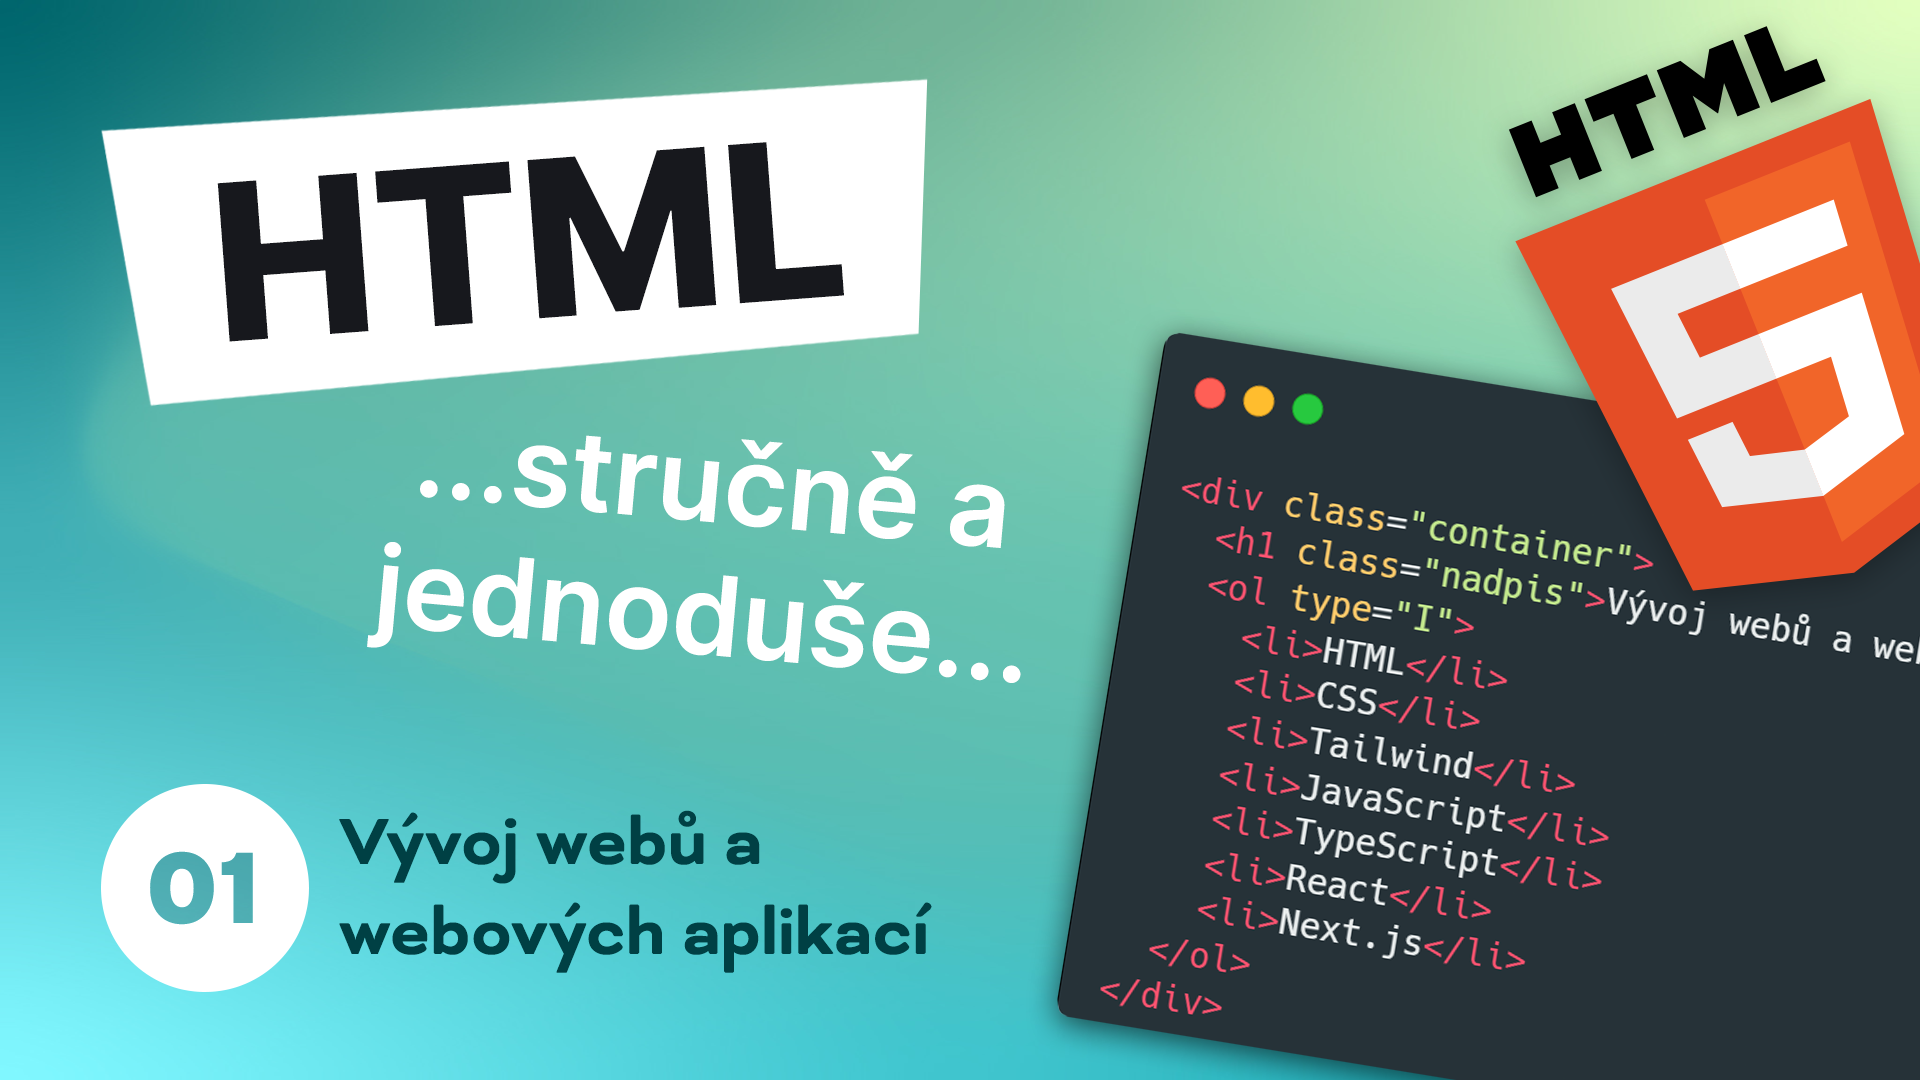 HTML
...stručně a
jednoduše...
01
Vývoj webů a
webových aplikací
HTML
5
<div class="container">
<h1 class="nadpis">Vývoj webů a
<ol type="I">
<li>HTML</li>
<li>CSS</li>
<li>Tailwind</li>
<li>JavaScript</li>
<li>TypeScript</li>
<li>React</li>
<li>Next.js</li>
</ol>
</div>